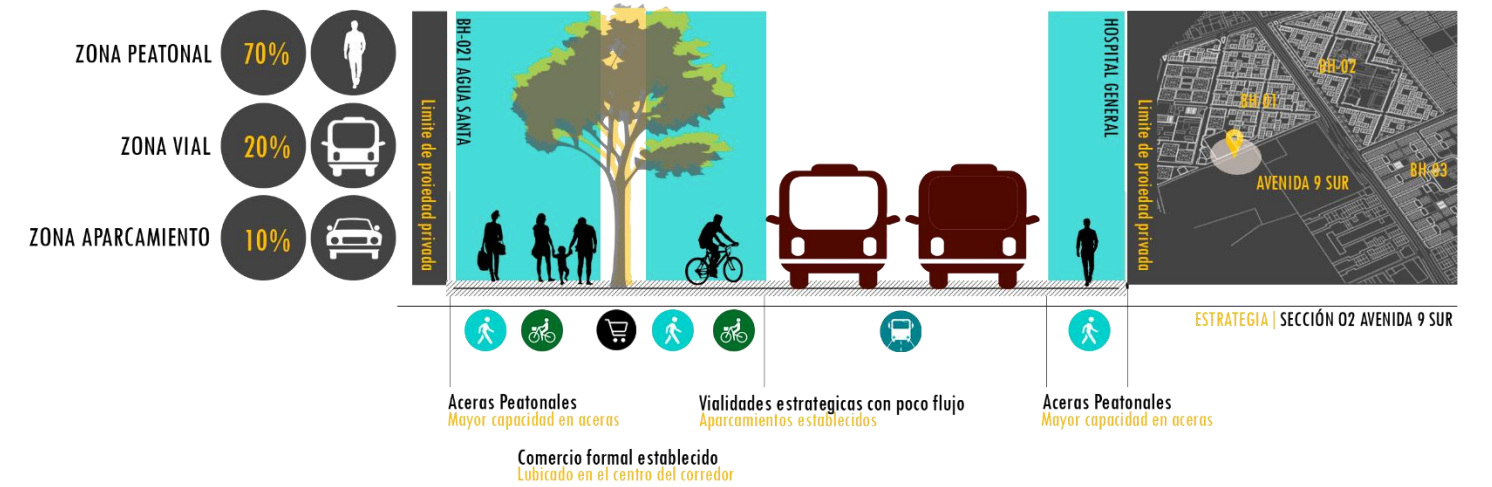 ZONA PEATONAL 70%
ZONA VIAL 20%
ZONA APARCAMIENTO 10%
Limite de proiedad privada
BH-021 AGUA SANTA
HOSPITAL GENERAL
Limite de proiedad privada
BH-02
BH-01
BH-03
AVENIDA 9 SUR
ESTRATEGIA | SECCIÓN 02 AVENIDA 9 SUR
Aceras Peatonales
Mayor capacidad en aceras
Vialidades estrategicas con poco flujo
Aparcamientos establecidos
Aceras Peatonales
Mayor capacidad en aceras
Comercio formal establecido
Lubicado en el centro del corredor